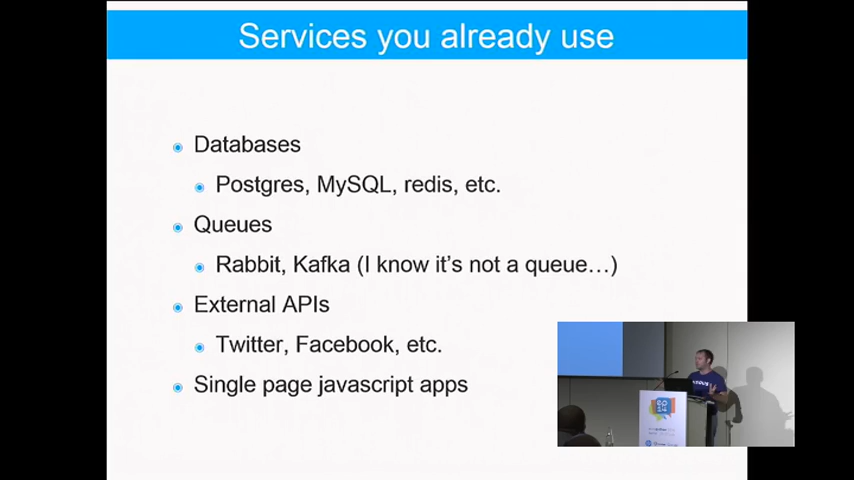 Services you already use
Databases
Postgres, MySQL, redis, etc.
Queues
Rabbit, Kafka (I know it's not a queue…)
External APIs
Twitter, Facebook, etc.
Single page javascript apps